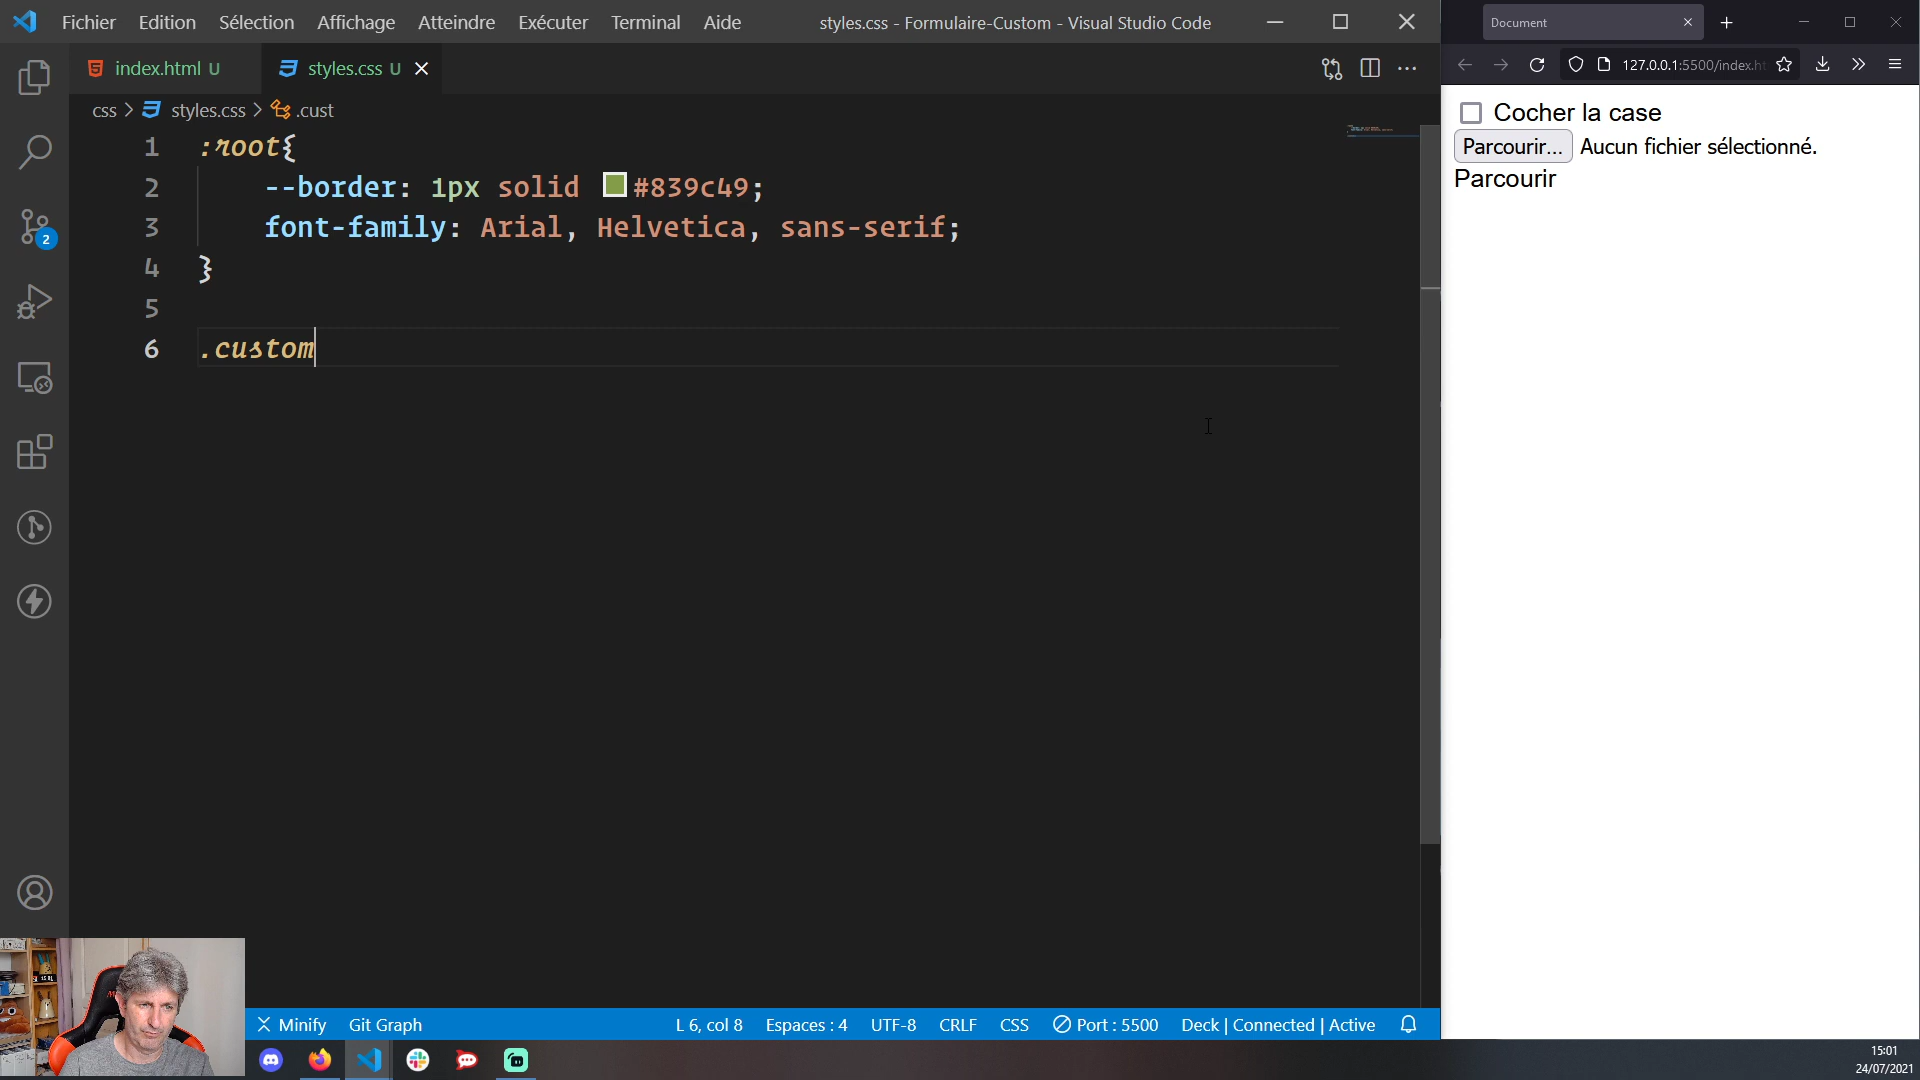 Fichier Edition Sélection Affichage Atteindre Exécuter Terminal Aide
styles.css - Formulaire-Custom - Visual Studio Code
Document
index.html U
styles.css U
127.0.0.1:5500/index.ht
css > styles.css > .cust
1 :root{
2 --border: 1px solid #839c49;
3 font-family: Arial, Helvetica, sans-serif;
4 }
5
6 .custom
2
Cocher la case
Parcourir... Aucun fichier sélectionné.
Parcourir
Minify Git Graph
L 6, col 8 Espaces : 4 UTF-8 CRLF CSS Port : 5500 Deck | Connected | Active
15:01
24/07/2021